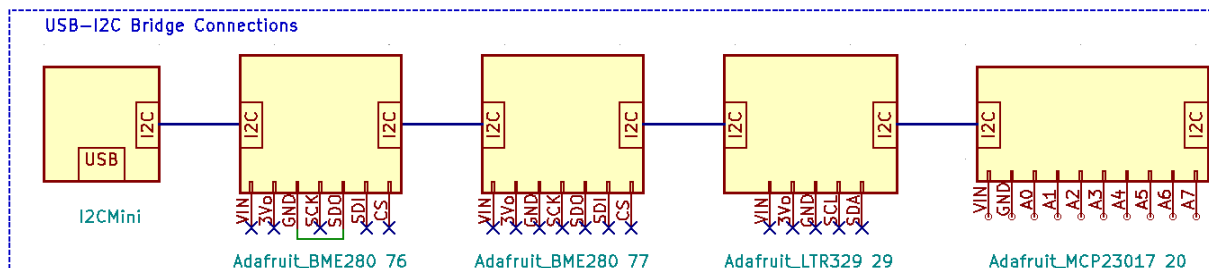 USB-I2C Bridge Connections
I2C
USB
I2CMini
I2C
I2C
VIN
3Vo
GND
SCK
SDO
SDI
CS
Adafruit_BME280 76
I2C
I2C
VIN
3Vo
GND
SCK
SDO
SDI
CS
Adafruit_BME280 77
I2C
I2C
VIN
3Vo
GND
SCL
SDA
Adafruit_LTR329 29
I2C
I2C
VIN
GND
A0
A1
A2
A3
A4
A5
A6
A7
Adafruit_MCP23017 20